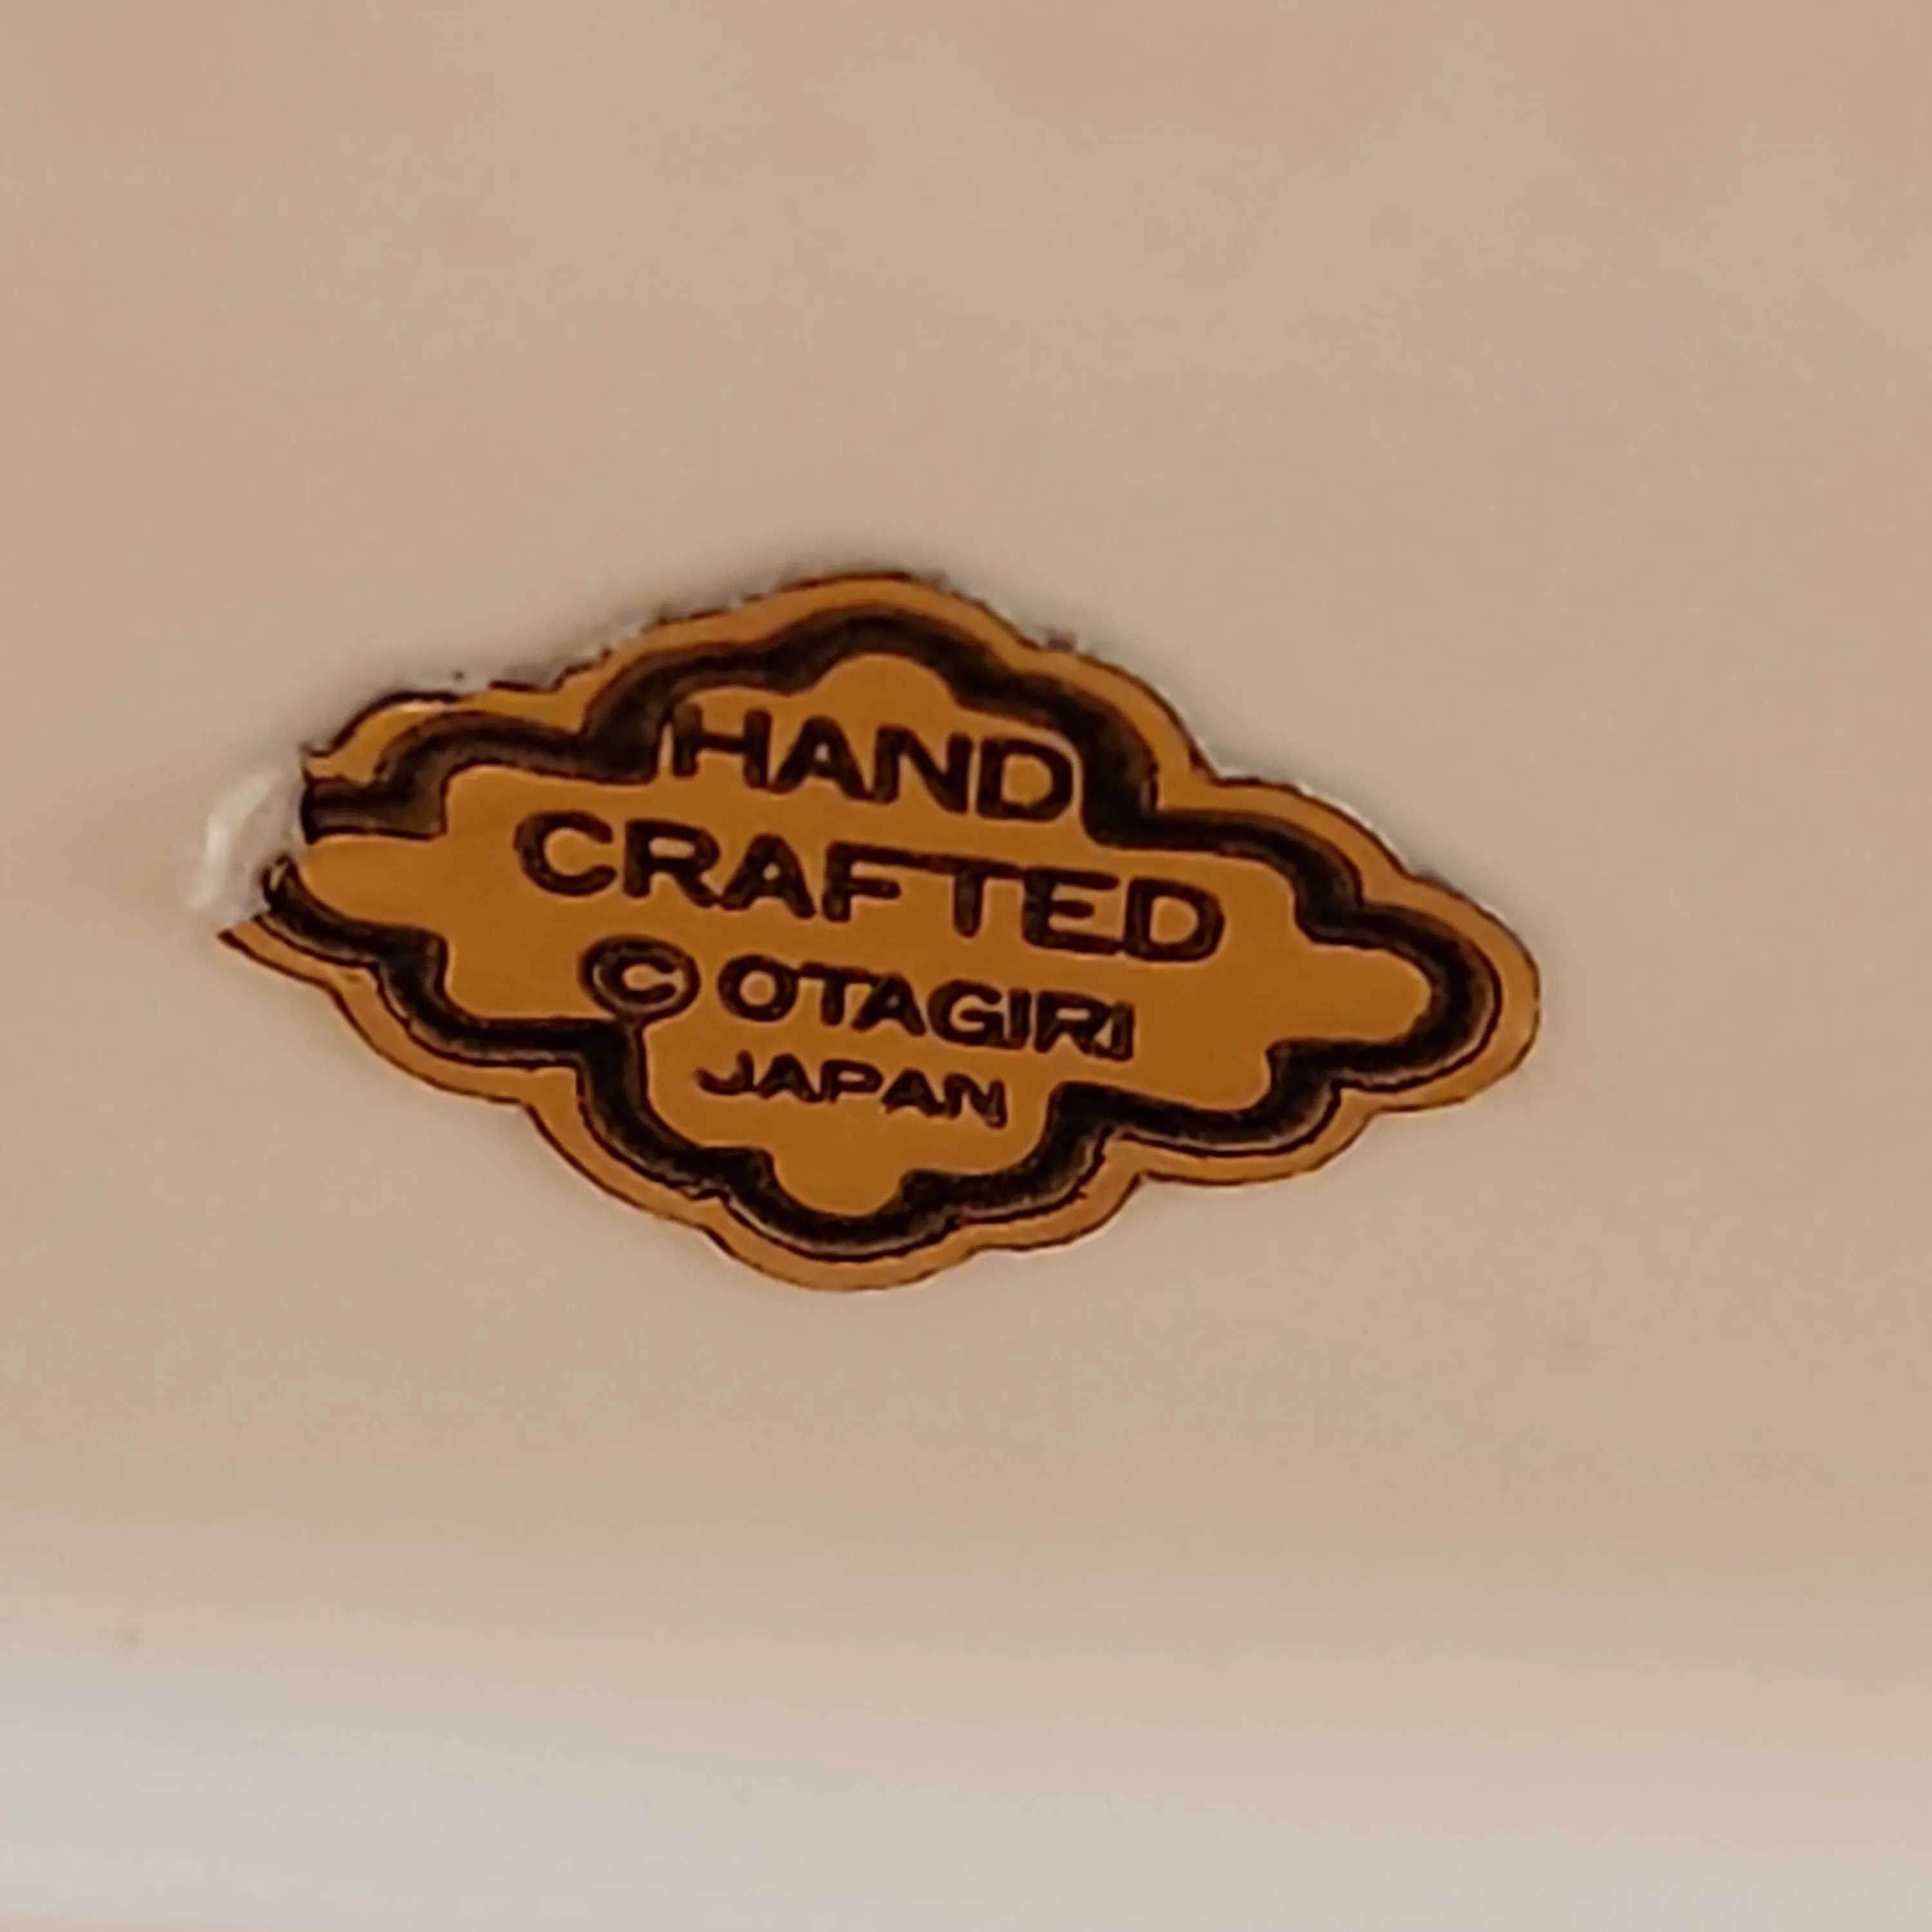 HAND
CRAFTED
© OTAGIRI
JAPAN